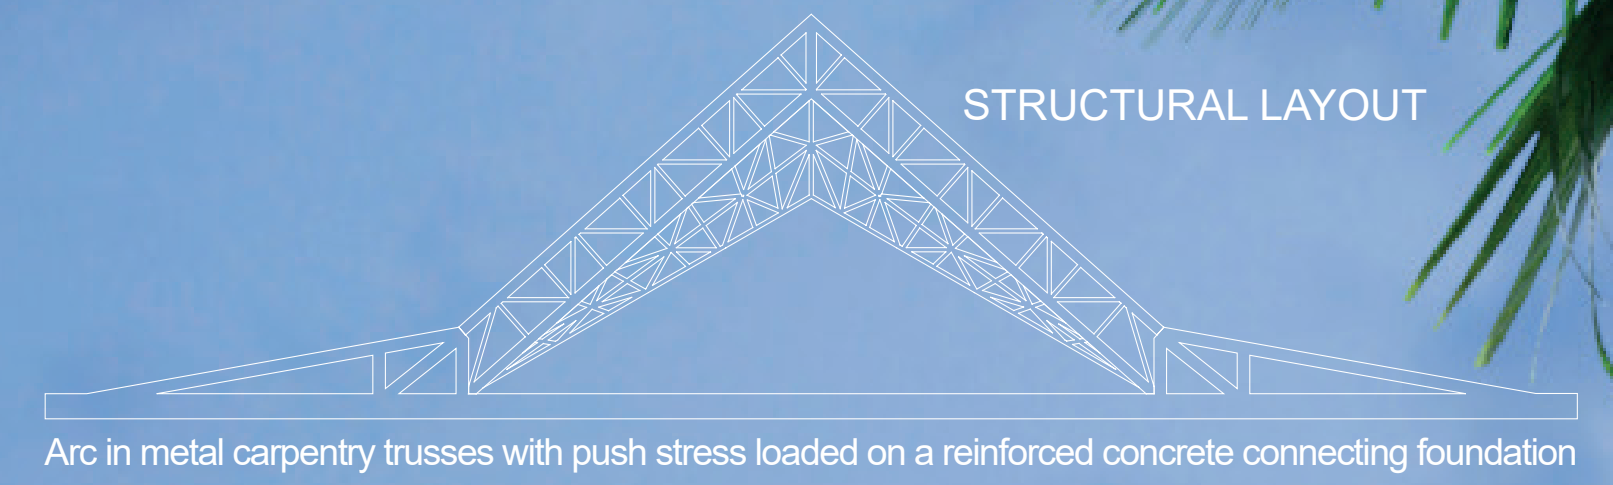 STRUCTURAL LAYOUT
Arc in metal carpentry trusses with push stress loaded on a reinforced concrete connecting foundation